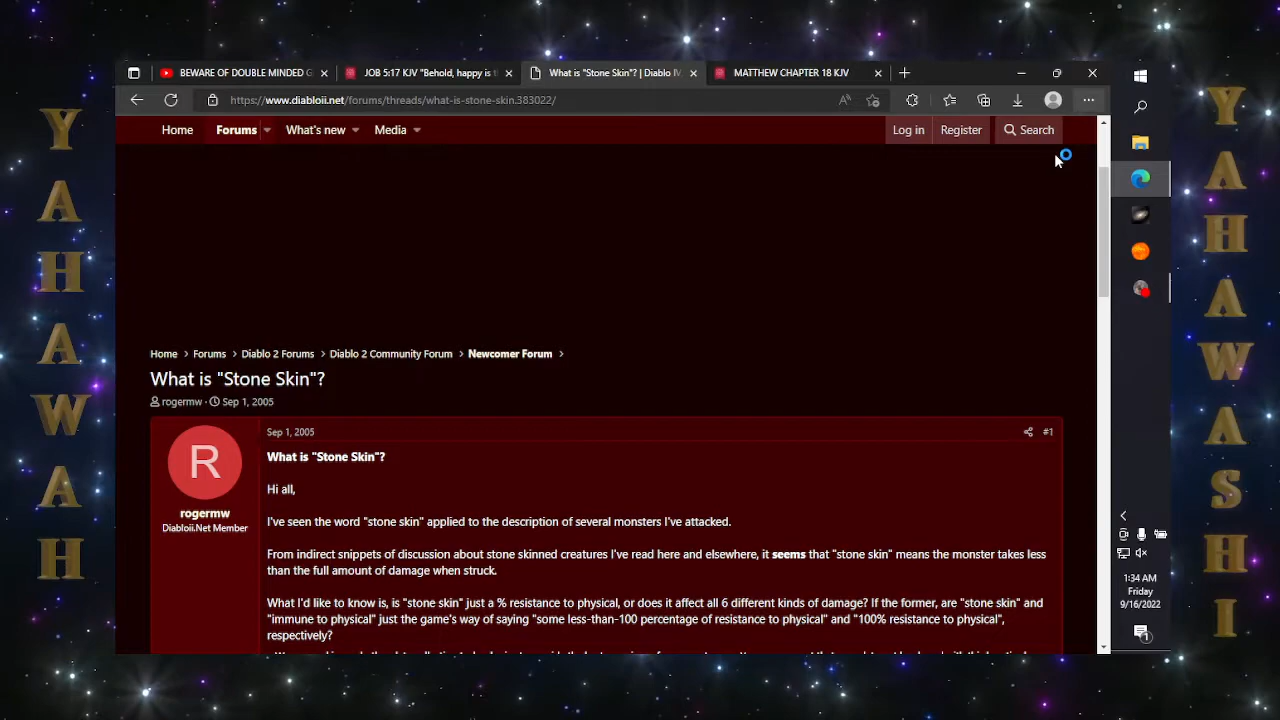 BEWARE OF DOUBLE MINDED G
JOB 5:17 KJV "Behold, happy is t
What is "Stone Skin"? | Diablo IV,
MATTHEW CHAPTER 18 KJV
https://www.diabloii.net/forums/threads/what-is-stone-skin.383022/
Home Forums What's new Media Log in Register Search
Home > Forums > Diablo 2 Forums > Diablo 2 Community Forum > Newcomer Forum >
What is "Stone Skin"?
rogermw · Sep 1, 2005
Sep 1, 2005 #1
R
rogermw
Diabloii.Net Member
What is "Stone Skin"?
Hi all,
I've seen the word "stone skin" applied to the description of several monsters I've attacked.
From indirect snippets of discussion about stone skinned creatures I've read here and elsewhere, it seems that "stone skin" means the monster takes less
than the full amount of damage when struck.
What I'd like to know is, is "stone skin" just a % resistance to physical, or does it affect all 6 different kinds of damage? If the former, are "stone skin" and
"immune to physical" just the game's way of saying "some less-than-100 percentage of resistance to physical" and "100% resistance to physical",
respectively?
1:34 AM
Friday
9/16/2022
1
YAHAWAH
YAHAWASHI